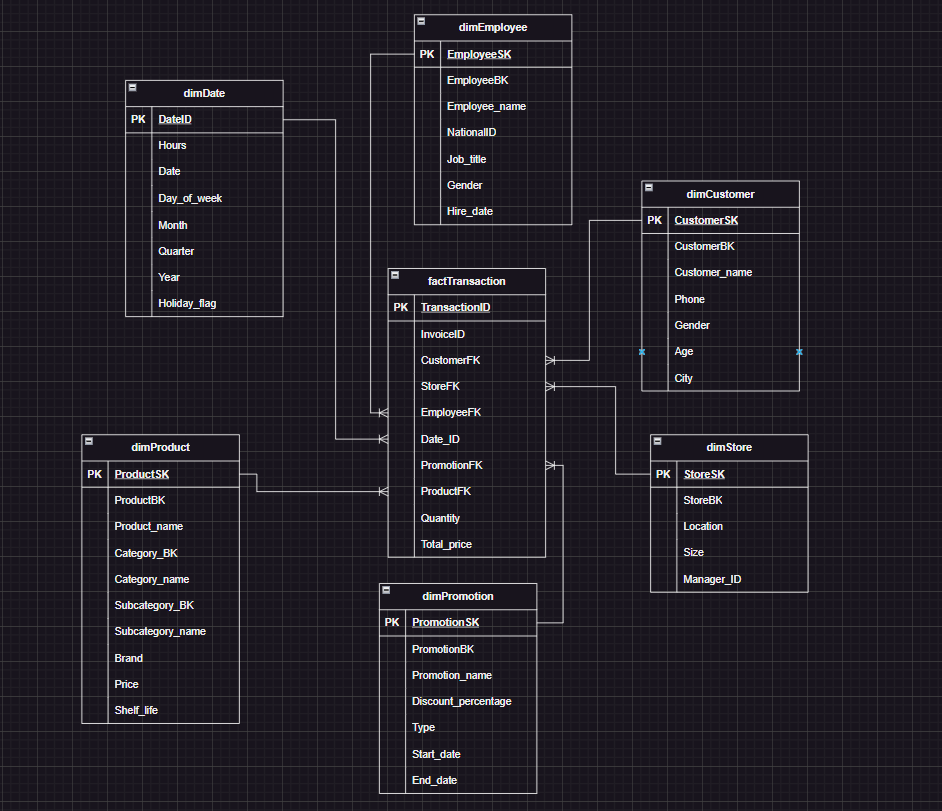 dimEmployee
PK EmployeeSK
EmployeeBK
Employee_name
NationalID
Job_title
Gender
Hire_date
dimDate
PK DateID
Hours
Date
Day_of_week
Month
Quarter
Year
Holiday_flag
dimCustomer
PK CustomerSK
CustomerBK
Customer_name
Phone
Gender
Age
City
factTransaction
PK TransactionID
InvoiceID
CustomerFK
StoreFK
EmployeeFK
Date_ID
PromotionFK
ProductFK
Quantity
Total_price
dimProduct
PK ProductSK
ProductBK
Product_name
Category_BK
Category_name
Subcategory_BK
Subcategory_name
Brand
Price
Shelf_life
dimStore
PK StoreSK
StoreBK
Location
Size
Manager_ID
dimPromotion
PK PromotionSK
PromotionBK
Promotion_name
Discount_percentage
Type
Start_date
End_date